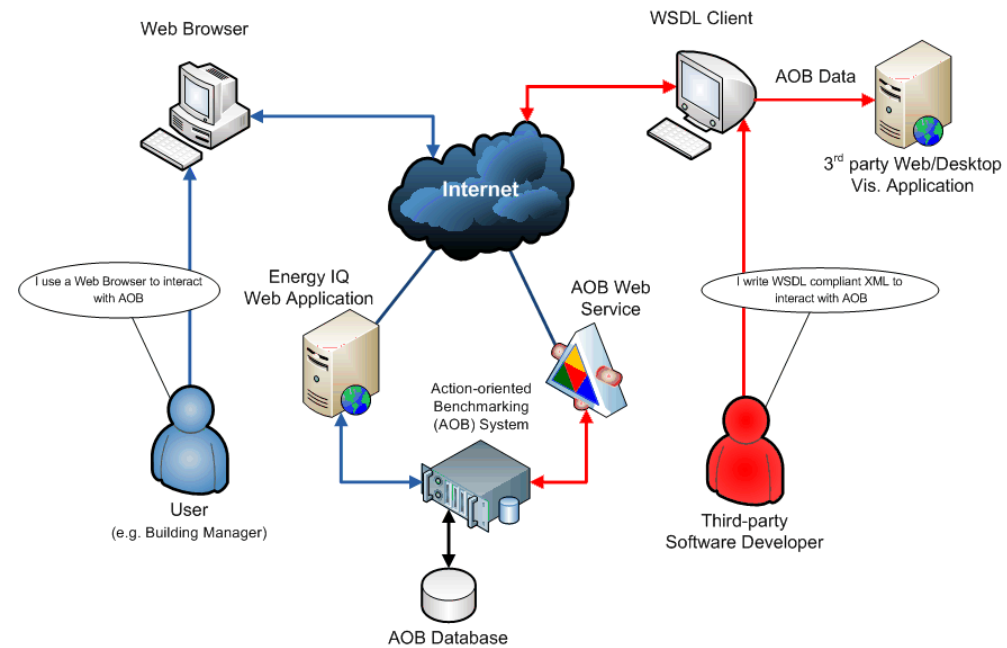 Web Browser
WSDL Client
AOB Data
3rd party Web/Desktop
Vis. Application
Internet
I use a Web Browser to interact
with AOB
Energy IQ
Web Application
AOB Web
Service
I write WSDL compliant XML to
interact with AOB
Action-oriented
Benchmarking
(AOB) System
User
(e.g. Building Manager)
Third-party
Software Developer
AOB Database